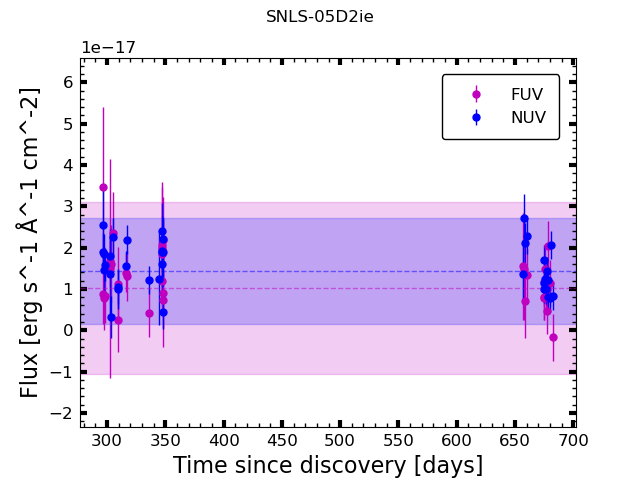 SNLS-05D2ie
1e−17
FUV
NUV
6
5
4
3
2
1
0
−1
−2
Flux [erg s^-1 Å^-1 cm^-2]
300 350 400 450 500 550 600 650 700
Time since discovery [days]